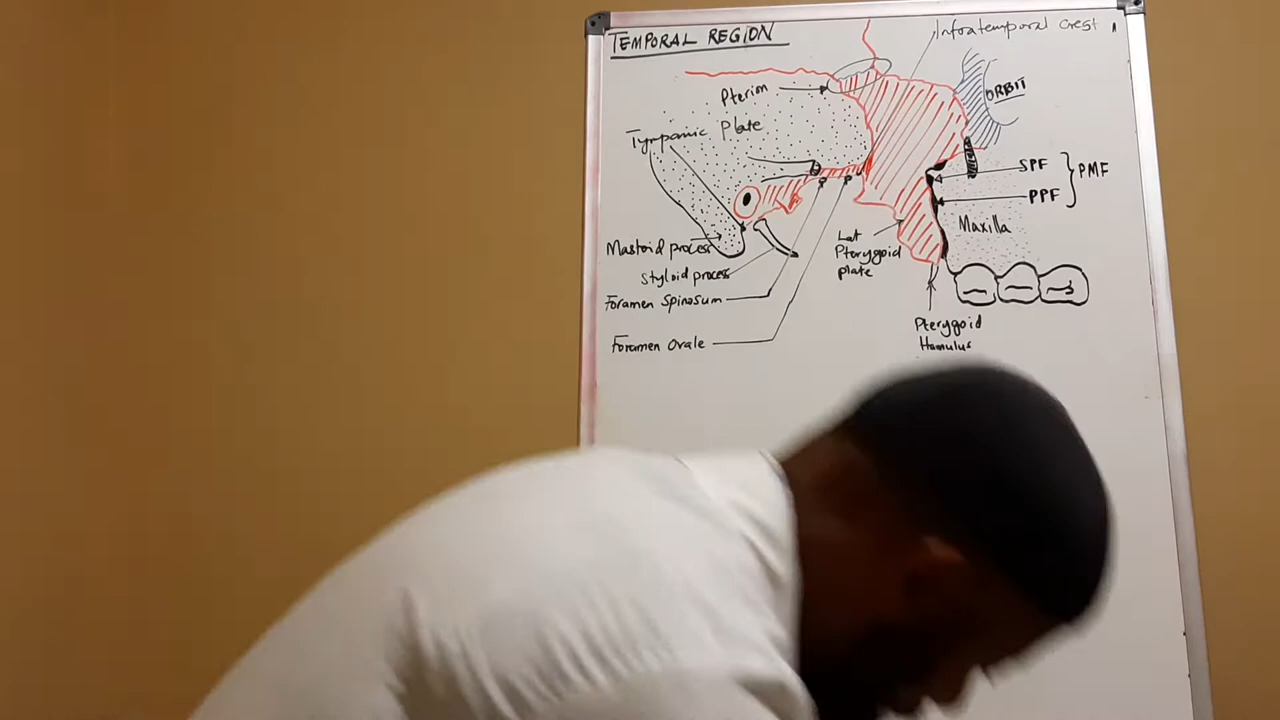 TEMPORAL REGION
Infratemporal Crest
Pterion
ORBIT
Tympanic Plate
SPF
PMF
PPF
Maxilla
Mastoid process
Lat
Pterygoid
plate
Styloid process
Foramen Spinosum
Foramen Ovale
Pterygoid
Hamulus